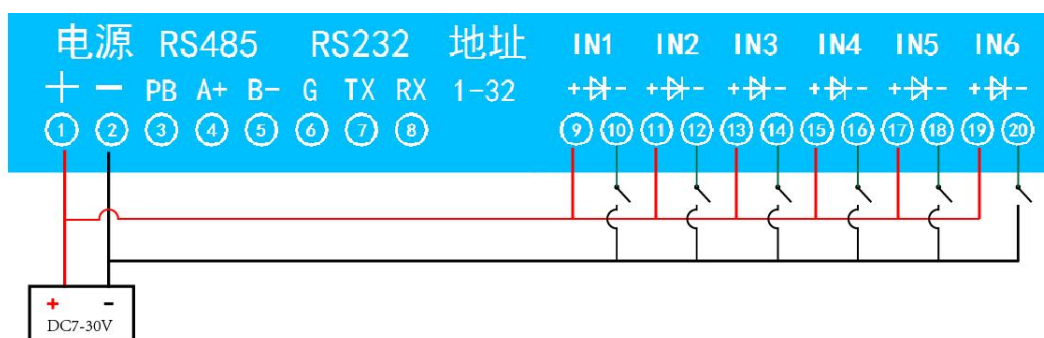 电源 RS485 RS232 地址 IN1 IN2 IN3 IN4 IN5 IN6
+ - PB A+ B- G TX RX 1-32 + - + - + - + - + - + -
1 2 3 4 5 6 7 8 9 10 11 12 13 14 15 16 17 18 19 20
+ -
DC7-30V